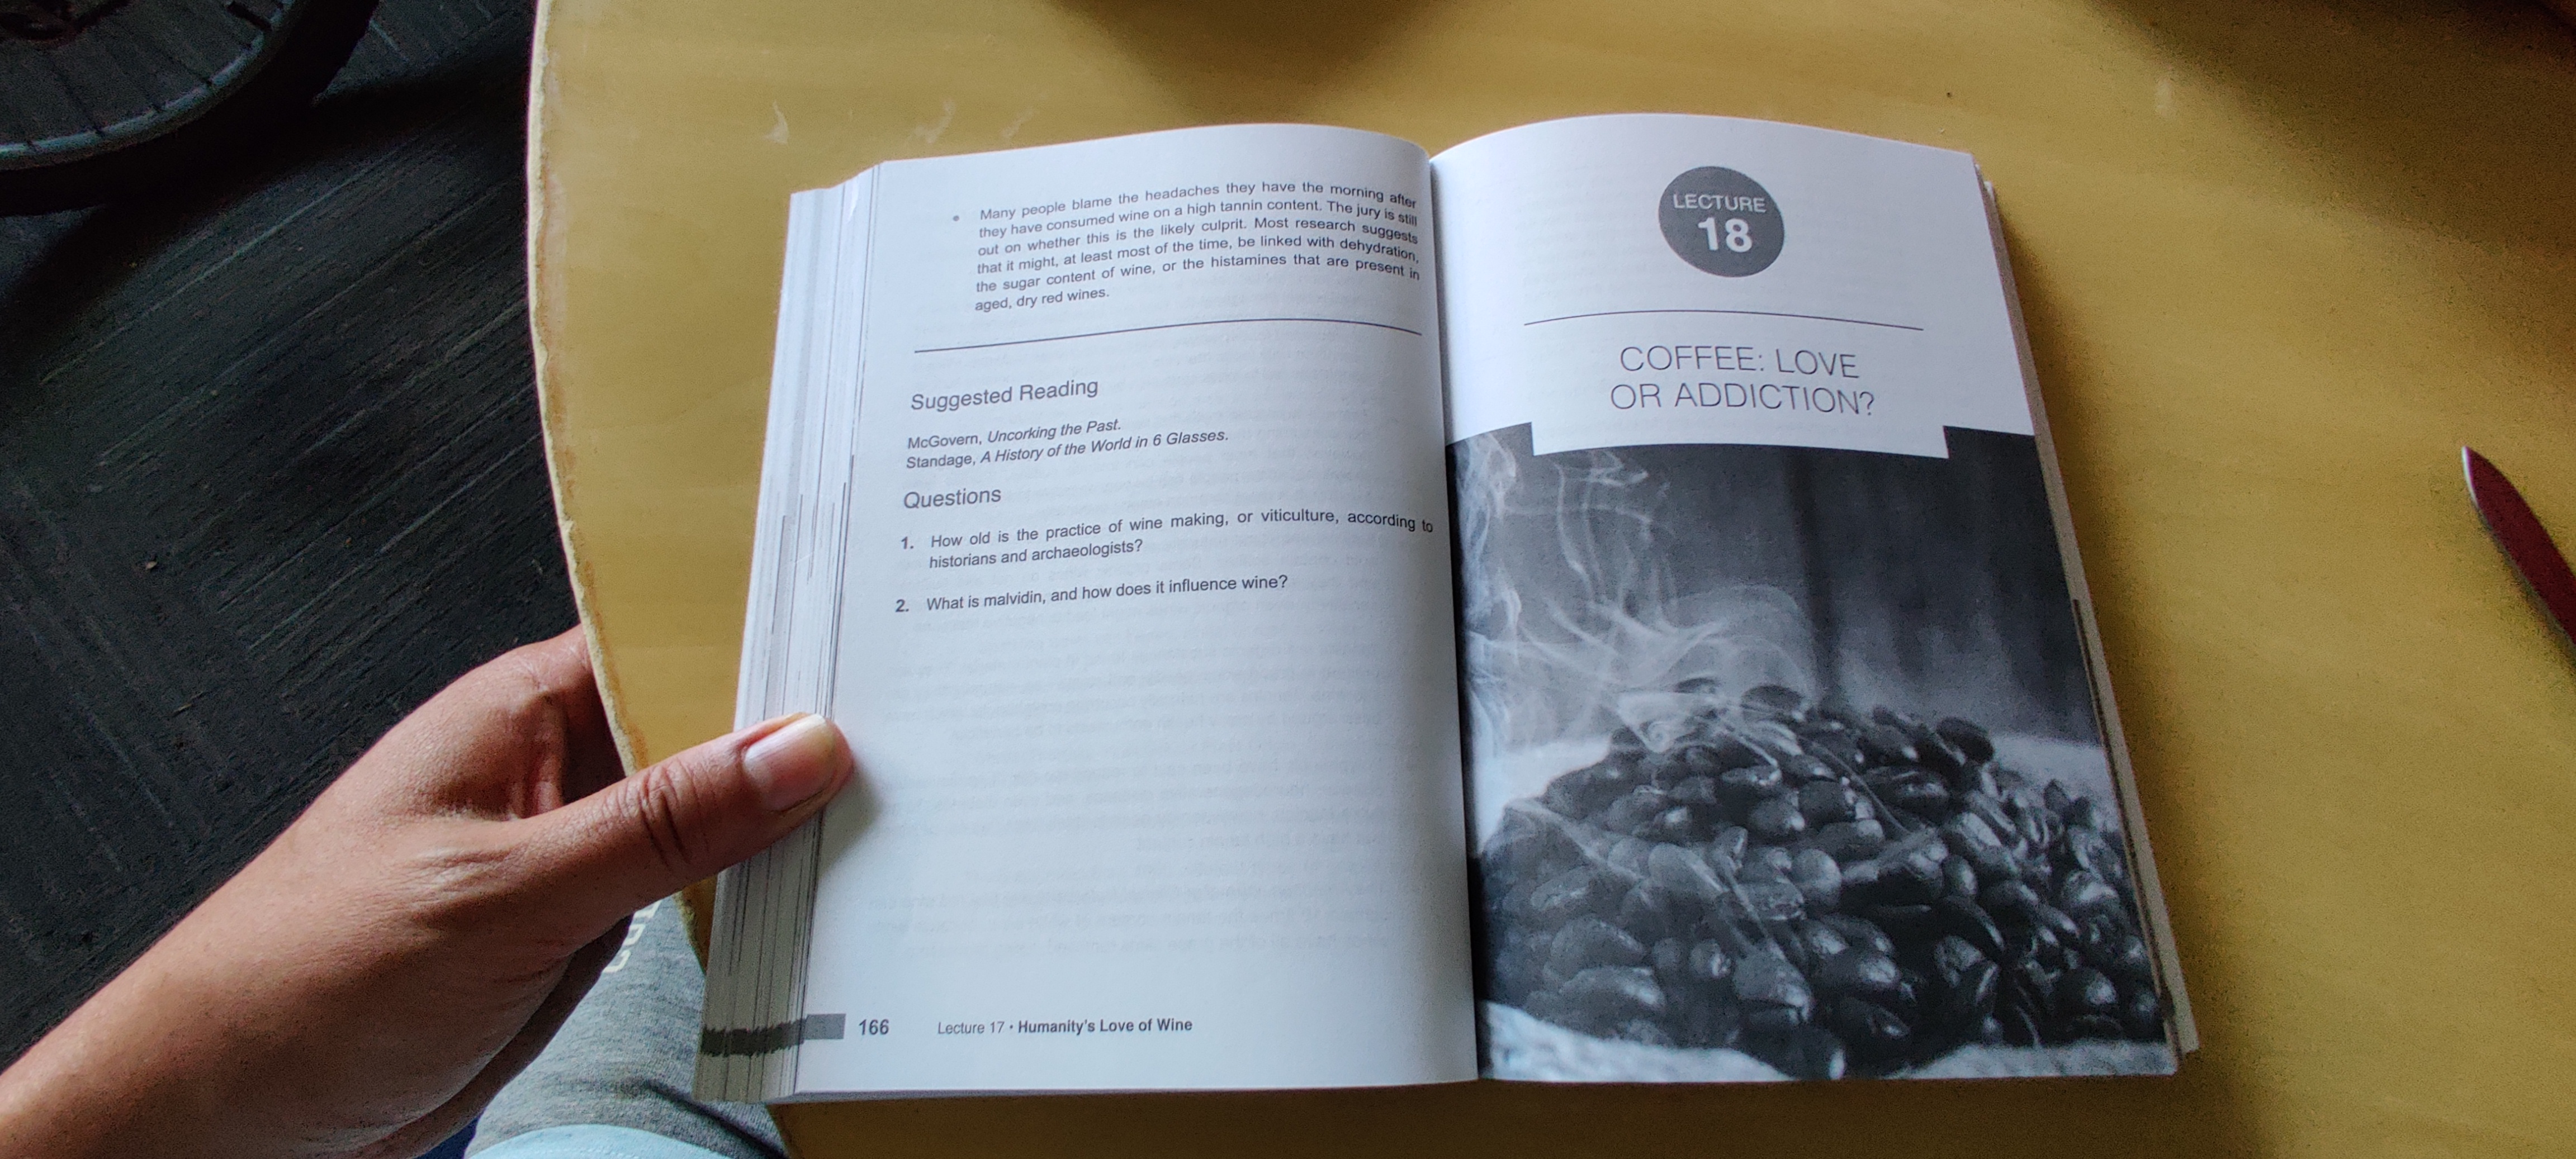 • Many people blame the headaches they have the morning after
they have consumed wine on a high tannin content. The jury is still
out on whether this is the likely culprit. Most research suggests
that it might, at least most of the time, be linked with dehydration,
the sugar content of wine, or the histamines that are present in
aged, dry red wines.
Suggested Reading
McGovern, Uncorking the Past.
Standage, A History of the World in 6 Glasses.
Questions
1. How old is the practice of wine making, or viticulture, according to
historians and archaeologists?
2. What is malvidin, and how does it influence wine?
166 Lecture 17 • Humanity's Love of Wine
LECTURE
18
COFFEE: LOVE
OR ADDICTION?